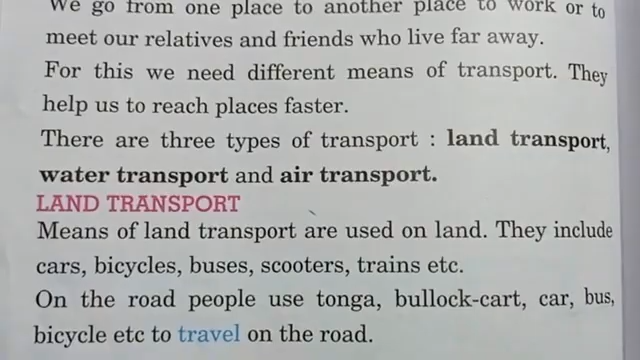 We go from one place to another place to work or to
meet our relatives and friends who live far away.
For this we need different means of transport. They
help us to reach places faster.
There are three types of transport : land transport,
water transport and air transport.
LAND TRANSPORT
Means of land transport are used on land. They include
cars, bicycles, buses, scooters, trains etc.
On the road people use tonga, bullock-cart, car, bus,
bicycle etc to travel on the road.